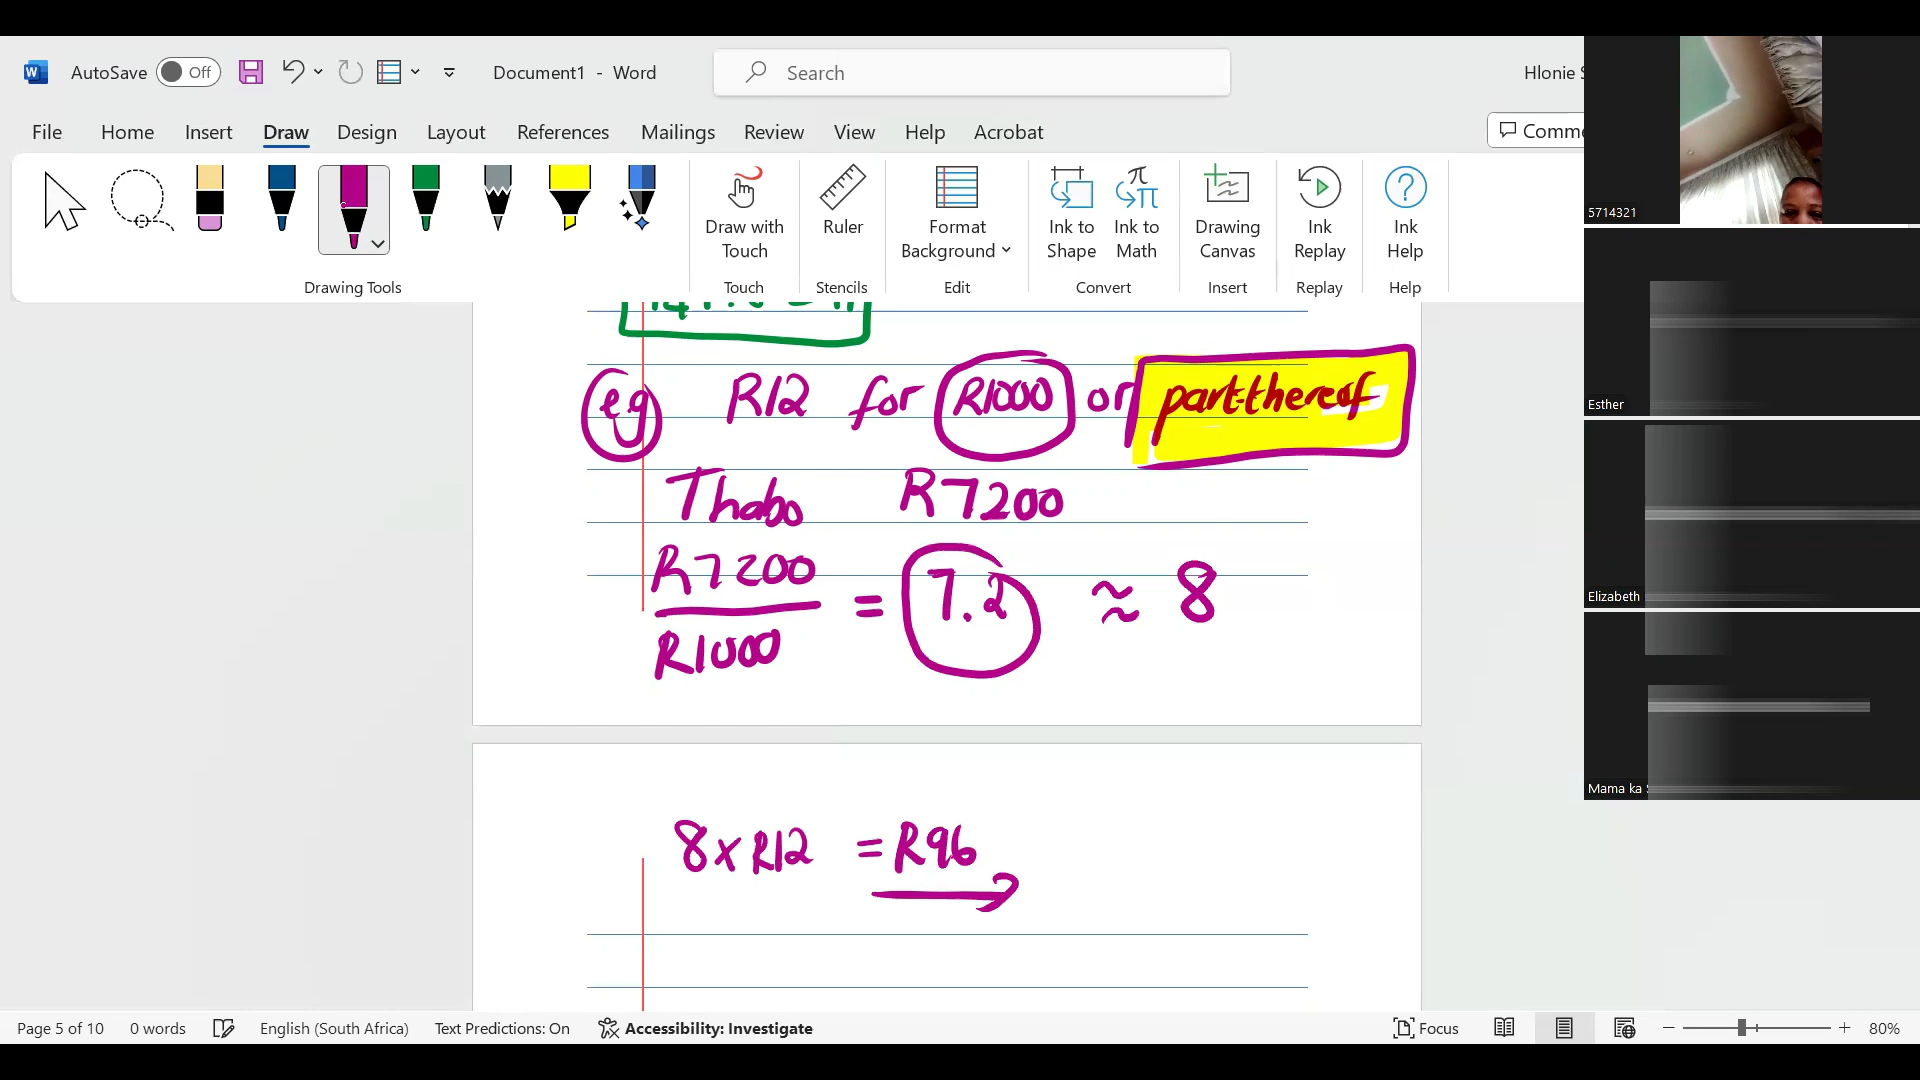 AutoSave Off Document1 - Word Search Hlonie S
File Home Insert Draw Design Layout References Mailings Review View Help Acrobat Comme
Draw with Touch Ruler Format Background Ink to Shape Ink to Math Drawing Canvas Ink Replay Ink Help
Drawing Tools Touch Stencils Edit Convert Insert Replay Help
5714321
Esther
Elizabeth
Mama ka
eg R12 for R1000 or part-thereof
Thabo R7200
R7200
R1000
= 7.2 ≈ 8
8 x R12 = R96
Page 5 of 10 0 words English (South Africa) Text Predictions: On Accessibility: Investigate Focus 80%